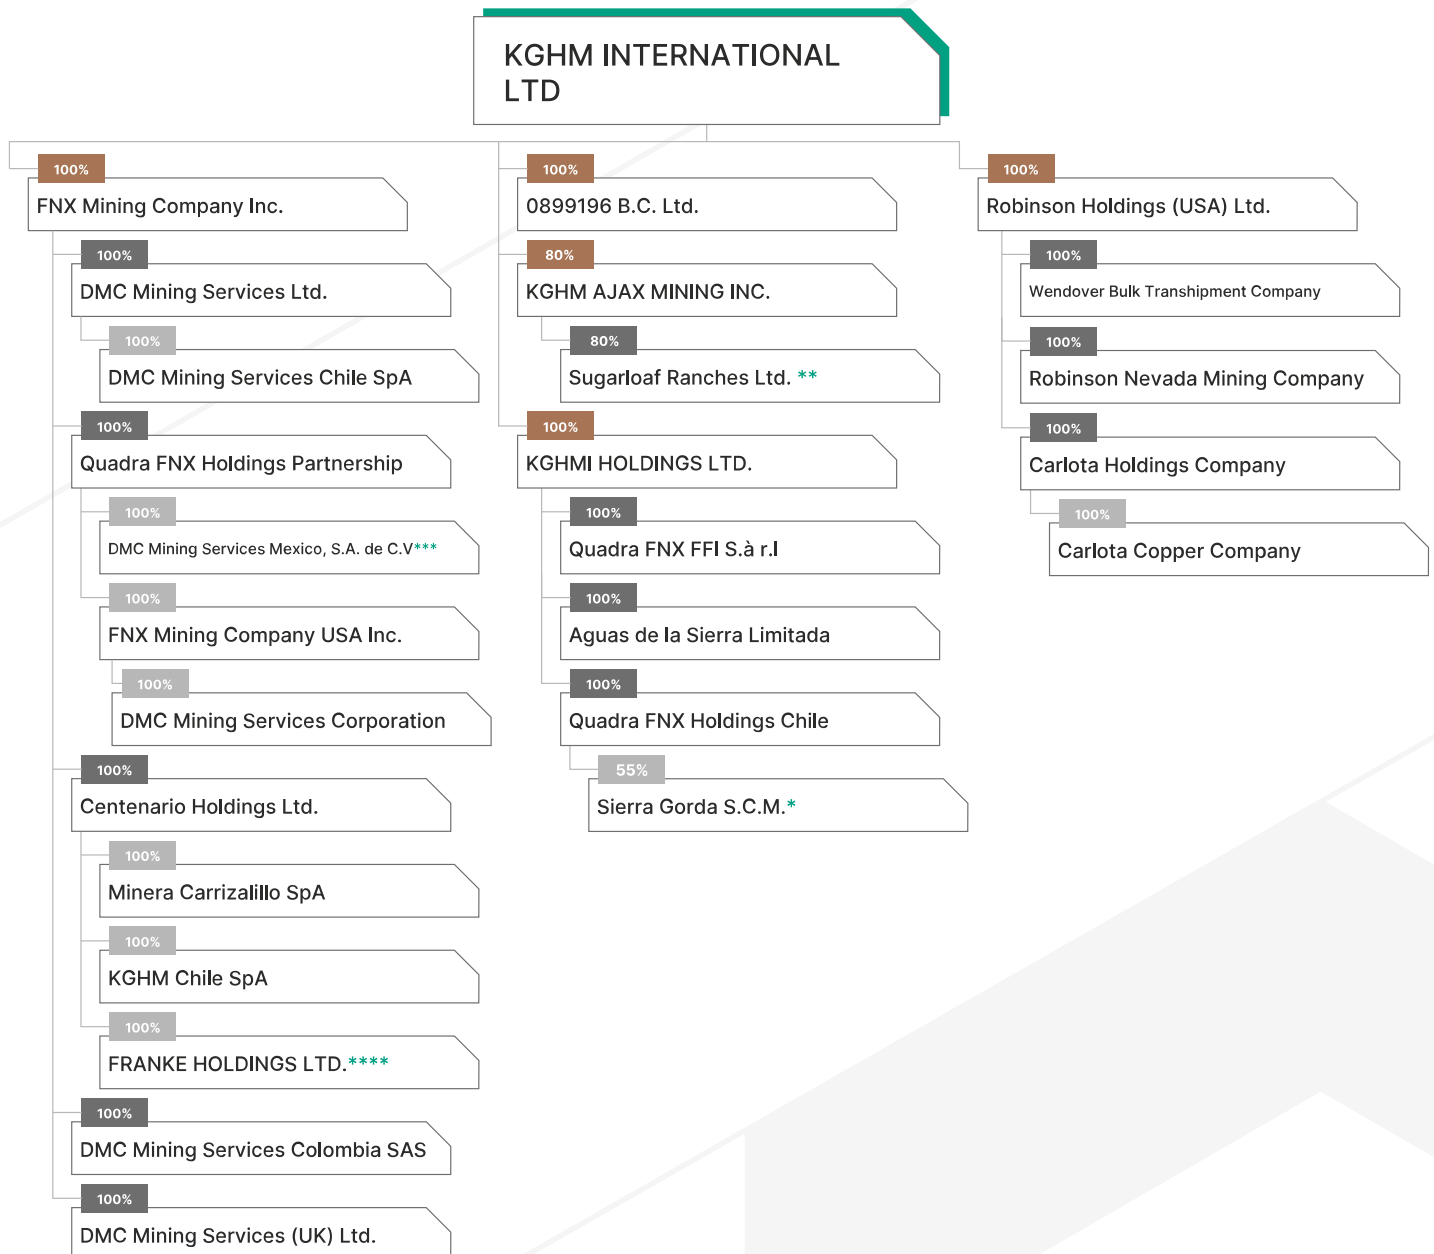 KGHM INTERNATIONAL
LTD
100%
FNX Mining Company Inc.
100%
DMC Mining Services Ltd.
100%
DMC Mining Services Chile SpA
100%
Quadra FNX Holdings Partnership
100%
DMC Mining Services Mexico, S.A. de C.V***
100%
FNX Mining Company USA Inc.
100%
DMC Mining Services Corporation
100%
Centenario Holdings Ltd.
100%
Minera Carrizalillo SpA
100%
KGHM Chile SpA
100%
FRANKE HOLDINGS LTD.****
100%
DMC Mining Services Colombia SAS
100%
DMC Mining Services (UK) Ltd.
100%
0899196 B.C. Ltd.
80%
KGHM AJAX MINING INC.
80%
Sugarloaf Ranches Ltd. **
100%
KGHMI HOLDINGS LTD.
100%
Quadra FNX FFI S.à r.l
100%
Aguas de la Sierra Limitada
100%
Quadra FNX Holdings Chile
55%
Sierra Gorda S.C.M.*
100%
Robinson Holdings (USA) Ltd.
100%
Wendover Bulk Transhipment Company
100%
Robinson Nevada Mining Company
100%
Carlota Holdings Company
100%
Carlota Copper Company